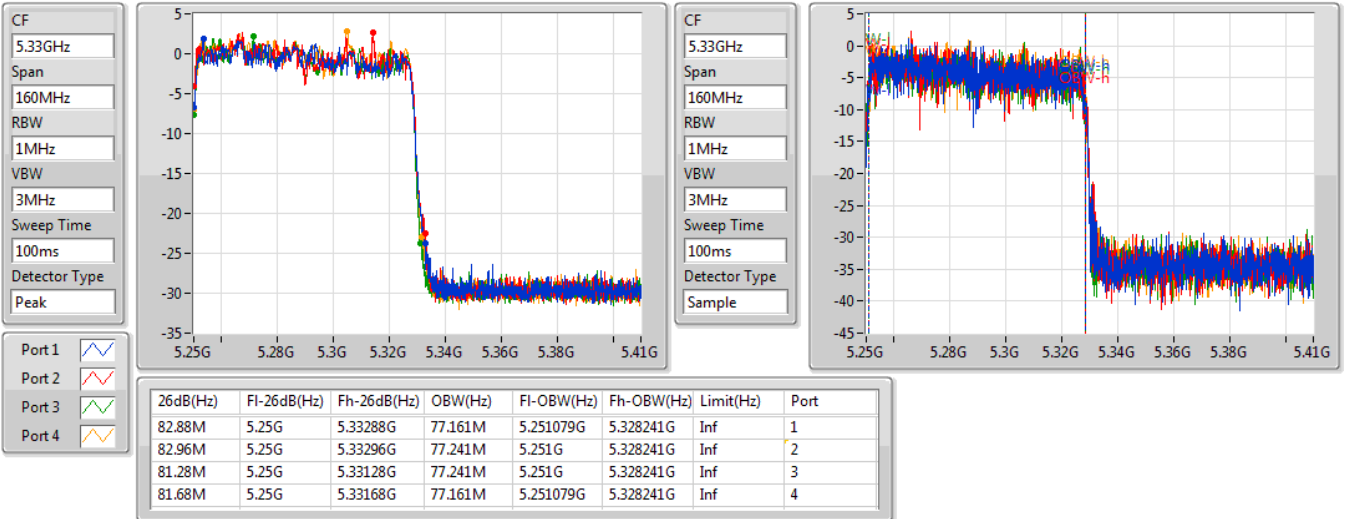 CF
5.33GHz
Span
160MHz
RBW
1MHz
VBW
3MHz
Sweep Time
100ms
Detector Type
Peak
5
0
-5
-10
-15
-20
-25
-30
-35
5.25G 5.28G 5.3G 5.32G 5.34G 5.36G 5.38G 5.41G
CF
5.33GHz
Span
160MHz
RBW
1MHz
VBW
3MHz
Sweep Time
100ms
Detector Type
Sample
5
0
-5
-10
-15
-20
-25
-30
-35
-40
-45
OBW-h
5.25G 5.28G 5.3G 5.32G 5.34G 5.36G 5.38G 5.41G
Port 1
Port 2
Port 3
Port 4
26dB(Hz) Fl-26dB(Hz) Fh-26dB(Hz) OBW(Hz) Fl-OBW(Hz) Fh-OBW(Hz) Limit(Hz) Port
82.88M 5.25G 5.33288G 77.161M 5.251079G 5.328241G Inf 1
82.96M 5.25G 5.33296G 77.241M 5.251G 5.328241G Inf 2
81.28M 5.25G 5.33128G 77.241M 5.251G 5.328241G Inf 3
81.68M 5.25G 5.33168G 77.161M 5.251079G 5.328241G Inf 4